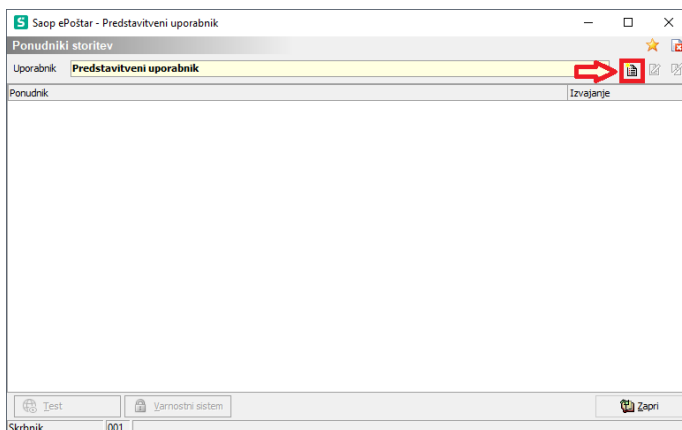 Saop ePoštar - Predstavitveni uporabnik
Ponudniki storitev
Uporabnik Predstavitveni uporabnik
Ponudnik Izvajanje
Test Varnostni sistem Zapri
Skrbnik 001